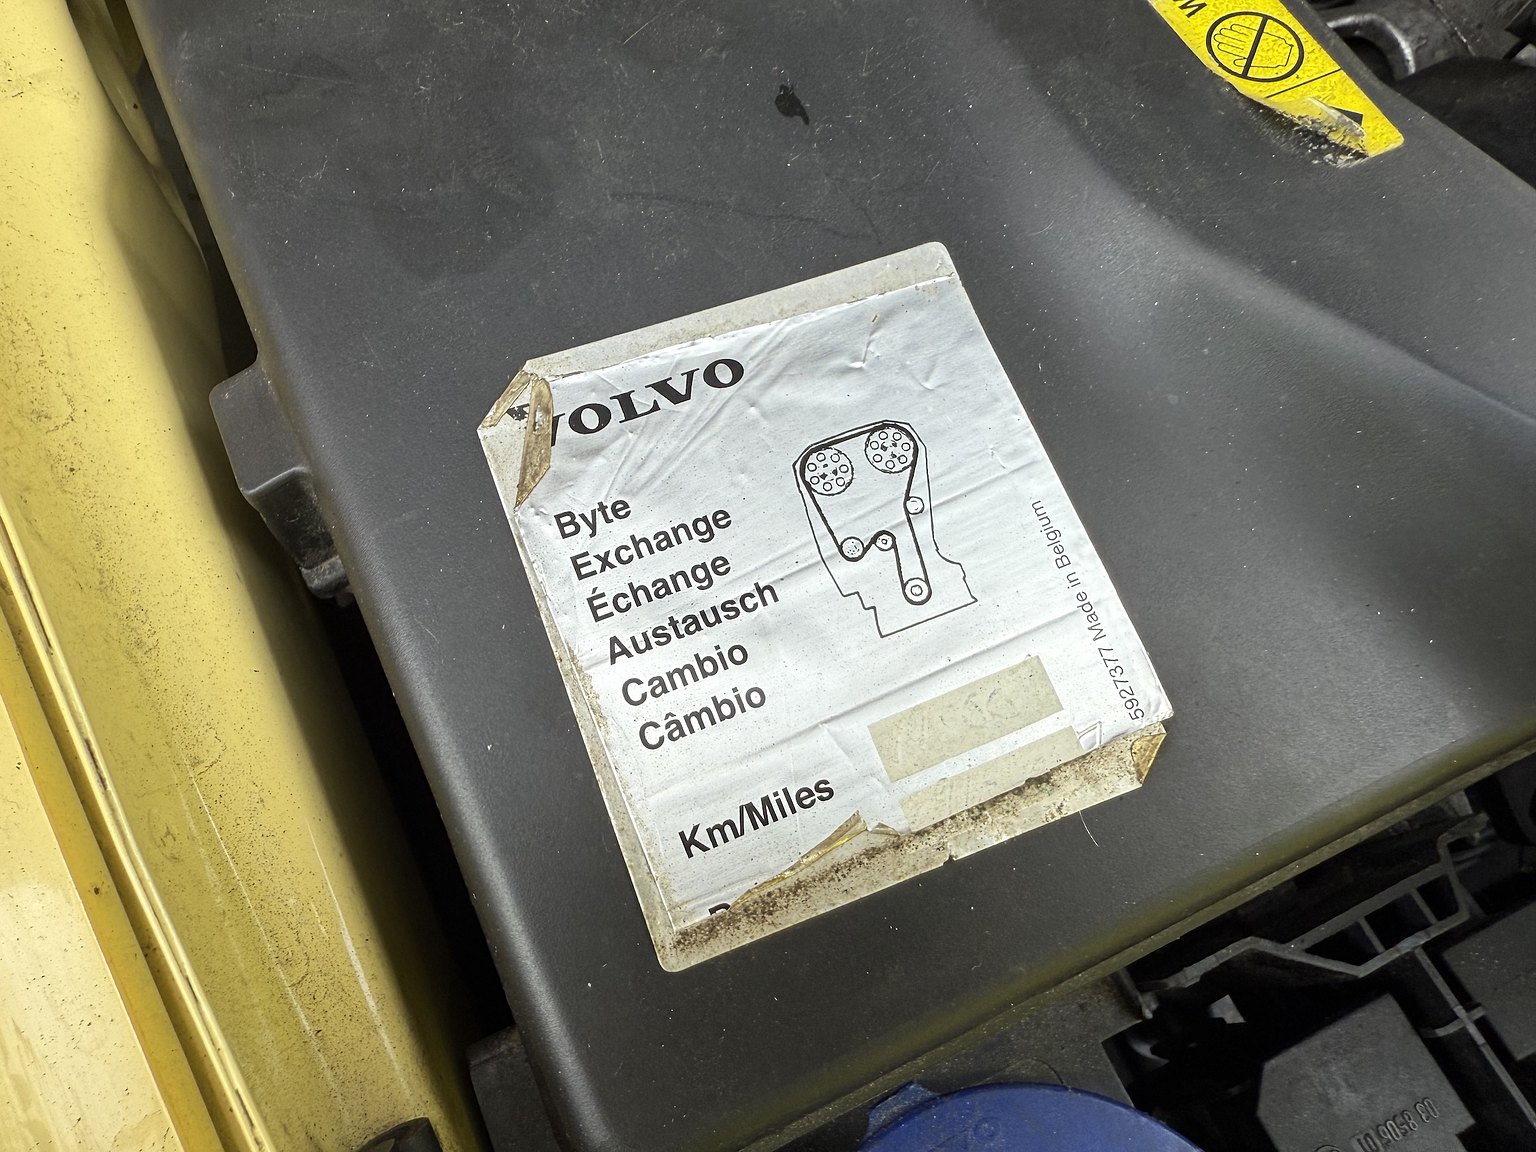 VOLVO
Byte
Exchange
Échange
Austausch
Cambio
Câmbio
Km/Miles
5927377 Made in Belgium